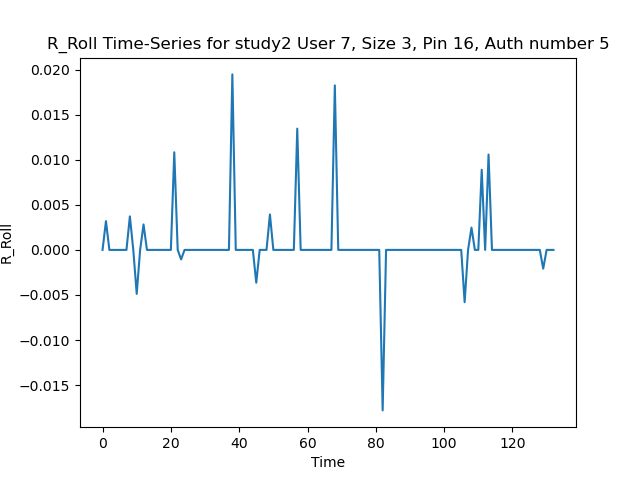 R_Roll Time-Series for study2 User 7, Size 3, Pin 16, Auth number 5
0.020
0.015
0.010
0.005
0.000
−0.005
−0.010
−0.015
R_Roll
0 20 40 60 80 100 120
Time